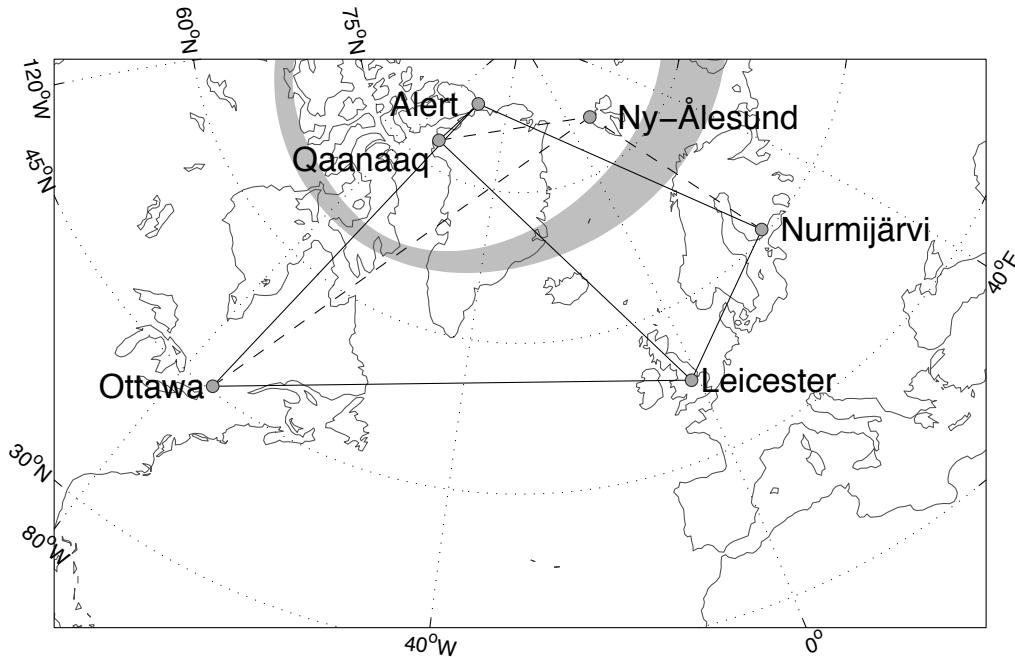 60°N
75°N
120°W
Alert
Ny−Ålesund
Qaanaaq
45°N
Nurmijärvi
40°E
Ottawa
Leicester
30°N
80°W
40°W
0°